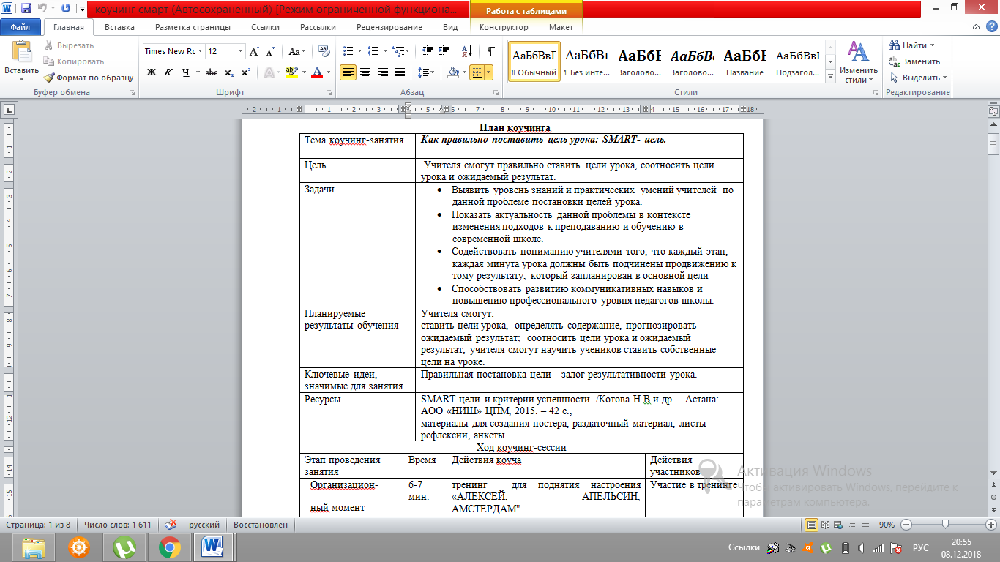 коучинг смарт (Автосохраненный) [Режим ограниченной функциона...
Работа с таблицами
Файл
Главная
Вставка
Разметка страницы
Ссылки
Рассылки
Рецензирование
Вид
Конструктор
Макет
Вставить
Вырезать
Копировать
Формат по образцу
Буфер обмена
Times New Ro
12
Шрифт
Абзац
АаБбВвІ
¶ Обычный
АаБбВв
¶ Без инте...
АаБбЕ
Заголово...
АаБбВв
Заголово...
АаБбЕ
Название
АаБбВвІ
Подзагол...
Стили
Изменить
стили
Найти
Заменить
Выделить
Редактирование
План коучинга
Тема коучинг-занятия
Как правильно поставить цель урока: SMART- цель.
Цель
Учителя смогут правильно ставить цели урока, соотносить цели
урока и ожидаемый результат.
Задачи
• Выявить уровень знаний и практических умений учителей по
данной проблеме постановки целей урока.
• Показать актуальность данной проблемы в контексте
изменения подходов к преподаванию и обучению в
современной школе.
• Содействовать пониманию учителями того, что каждый этап,
каждая минута урока должны быть подчинены продвижению к
тому результату, который запланирован в основной цели
• Способствовать развитию коммуникативных навыков и
повышению профессионального уровня педагогов школы.
Планируемые
результаты обучения
Учителя смогут:
ставить цели урока, определять содержание, прогнозировать
ожидаемый результат; соотносить цели урока и ожидаемый
результат; учителя смогут научить учеников ставить собственные
цели на уроке.
Ключевые идеи,
значимые для занятия
Правильная постановка цели – залог результативности урока.
Ресурсы
SMART-цели и критерии успешности. /Котова Н.В и др.. –Астана:
АОО «НИШ» ЦПМ, 2015. – 42 с.,
материалы для создания постера, раздаточный материал, листы
рефлексии, анкеты.
Ход коучинг-сессии
Этап проведения
занятия
Время
Действия коуча
Действия
участников
Организацион-
ный момент
6-7
мин.
тренинг для поднятия настроения
«АЛЕКСЕЙ, АПЕЛЬСИН,
АМСТЕРДАМ"
Участие в тренинге
Активация Windows
Чтобы активировать Windows, перейдите к
параметрам компьютера.
Страница: 1 из 8
Число слов: 1 611
русский
Восстановлен
90%
Ссылки
РУС
20:55
08.12.2018